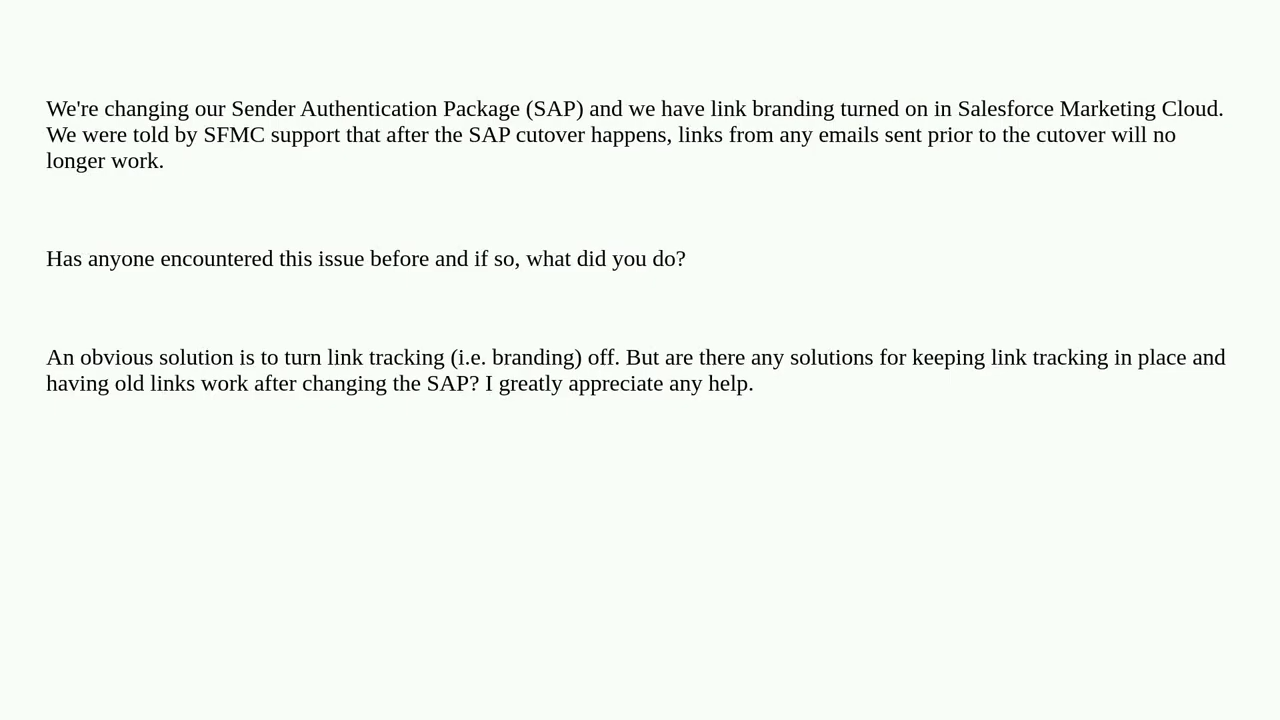 We're changing our Sender Authentication Package (SAP) and we have link branding turned on in Salesforce Marketing Cloud.
We were told by SFMC support that after the SAP cutover happens, links from any emails sent prior to the cutover will no
longer work.
Has anyone encountered this issue before and if so, what did you do?
An obvious solution is to turn link tracking (i.e. branding) off. But are there any solutions for keeping link tracking in place and
having old links work after changing the SAP? I greatly appreciate any help.